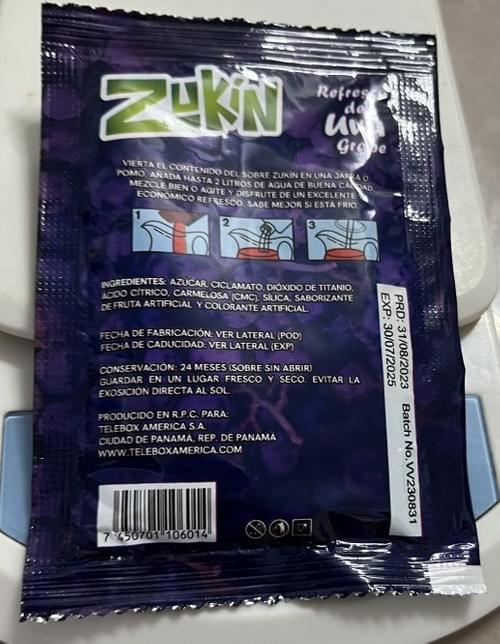 ZUKIN
Refresco
de
Uva
Grape
VIERTA EL CONTENIDO DEL SOBRE ZUKIN EN UNA JARRA O
POMO. AÑADA HASTA 2 LITROS DE AGUA DE BUENA CALIDAD,
MEZCLE BIEN O AGITE Y DISFRUTE DE UN EXCELENTE Y
ECONÓMICO REFRESCO. SABE MEJOR SI ESTÁ FRÍO.
1 2 3
INGREDIENTES: AZÚCAR, CICLAMATO, DIÓXIDO DE TITANIO,
ÁCIDO CÍTRICO, CARMELOSA (CMC), SÍLICA, SABORIZANTE
DE FRUTA ARTIFICIAL Y COLORANTE ARTIFICIAL.
FECHA DE FABRICACIÓN: VER LATERAL (POD)
FECHA DE CADUCIDAD: VER LATERAL (EXP)
CONSERVACIÓN: 24 MESES (SOBRE SIN ABRIR)
GUARDAR EN UN LUGAR FRESCO Y SECO. EVITAR LA
EXOSICIÓN DIRECTA AL SOL.
PRODUCIDO EN R.P.C. PARA:
TELEBOX AMERICA S.A.
CIUDAD DE PANAMÁ, REP. DE PANAMÁ
WWW.TELEBOXAMERICA.COM
7 450701 106014
PRD: 31/08/2023 Batch No.VV230831
EXP: 30/07/2025